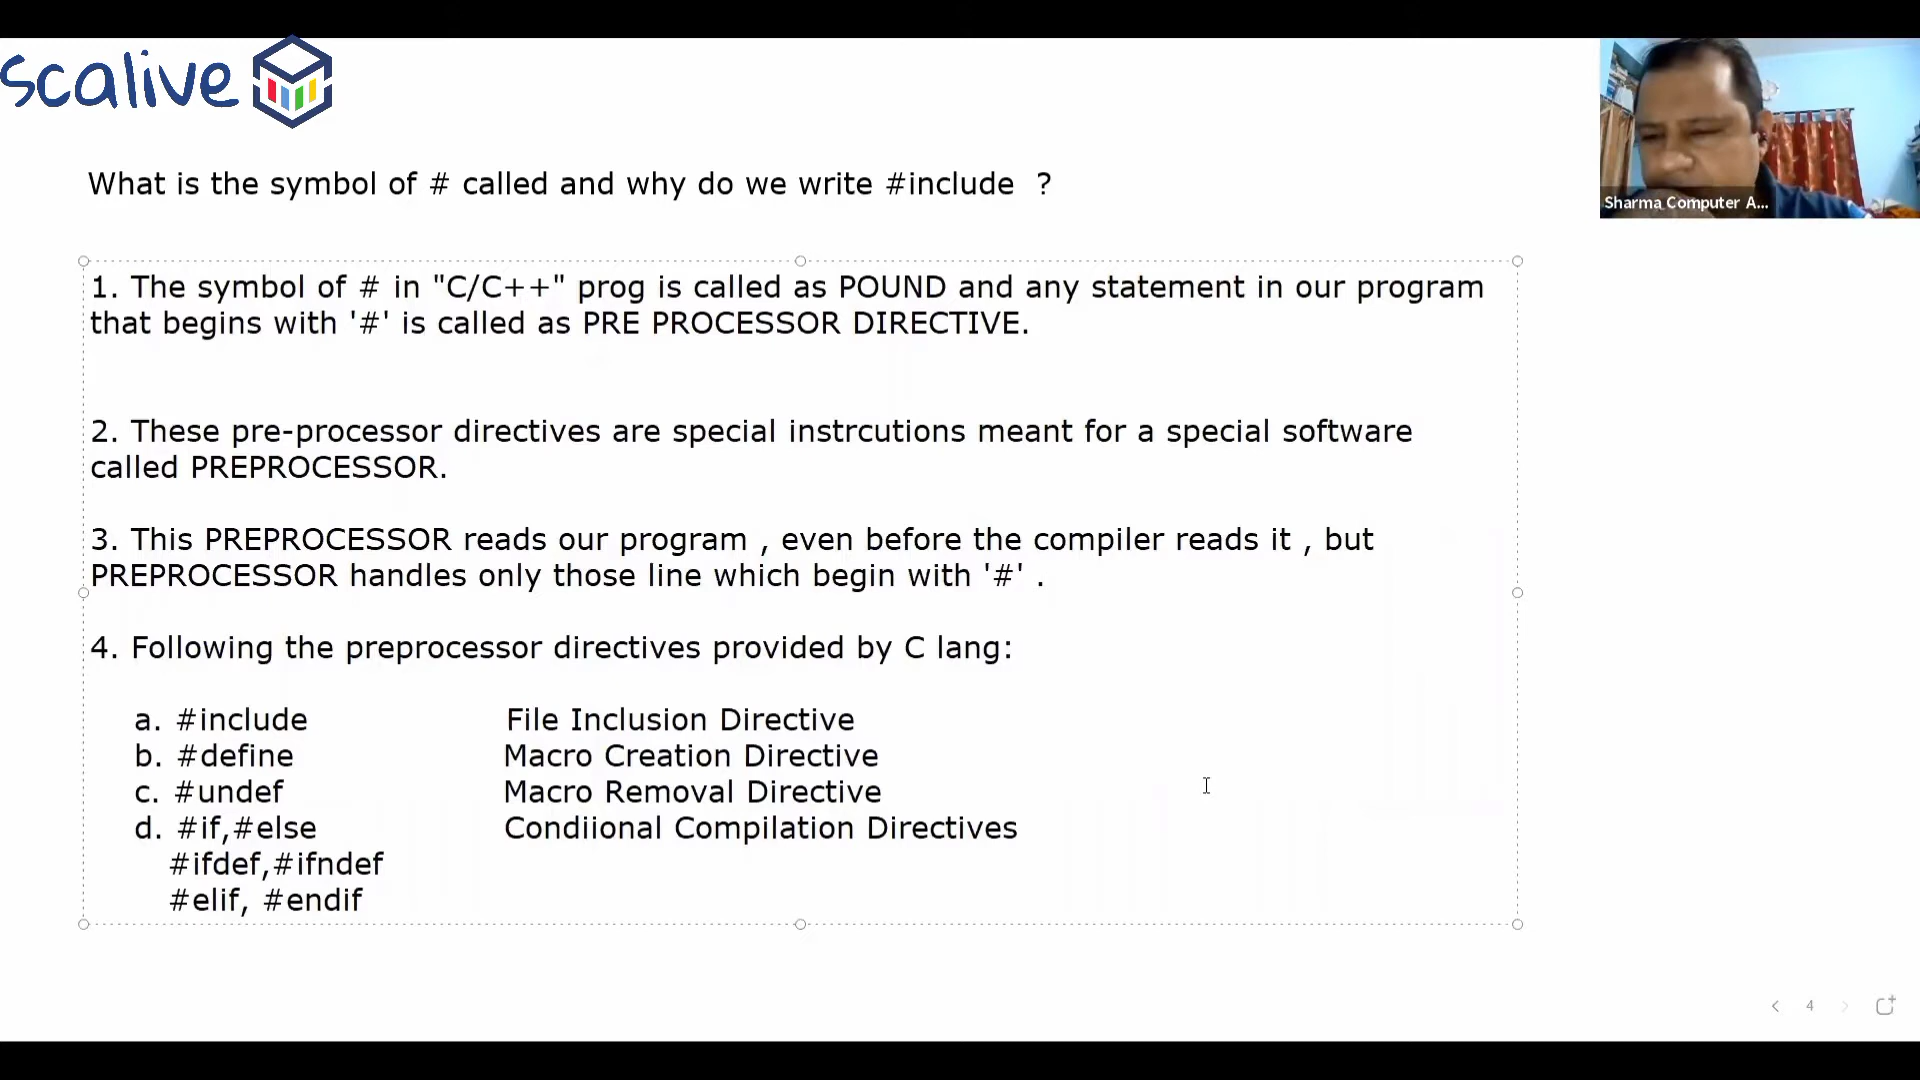 scalive
Sharma Computer A...
What is the symbol of # called and why do we write #include ?
1. The symbol of # in "C/C++" prog is called as POUND and any statement in our program
that begins with '#' is called as PRE PROCESSOR DIRECTIVE.
2. These pre-processor directives are special instrcutions meant for a special software
called PREPROCESSOR.
3. This PREPROCESSOR reads our program , even before the compiler reads it , but
PREPROCESSOR handles only those line which begin with '#' .
4. Following the preprocessor directives provided by C lang:
a. #include File Inclusion Directive
b. #define Macro Creation Directive
c. #undef Macro Removal Directive
d. #if,#else Condiional Compilation Directives
#ifdef,#ifndef
#elif, #endif
4